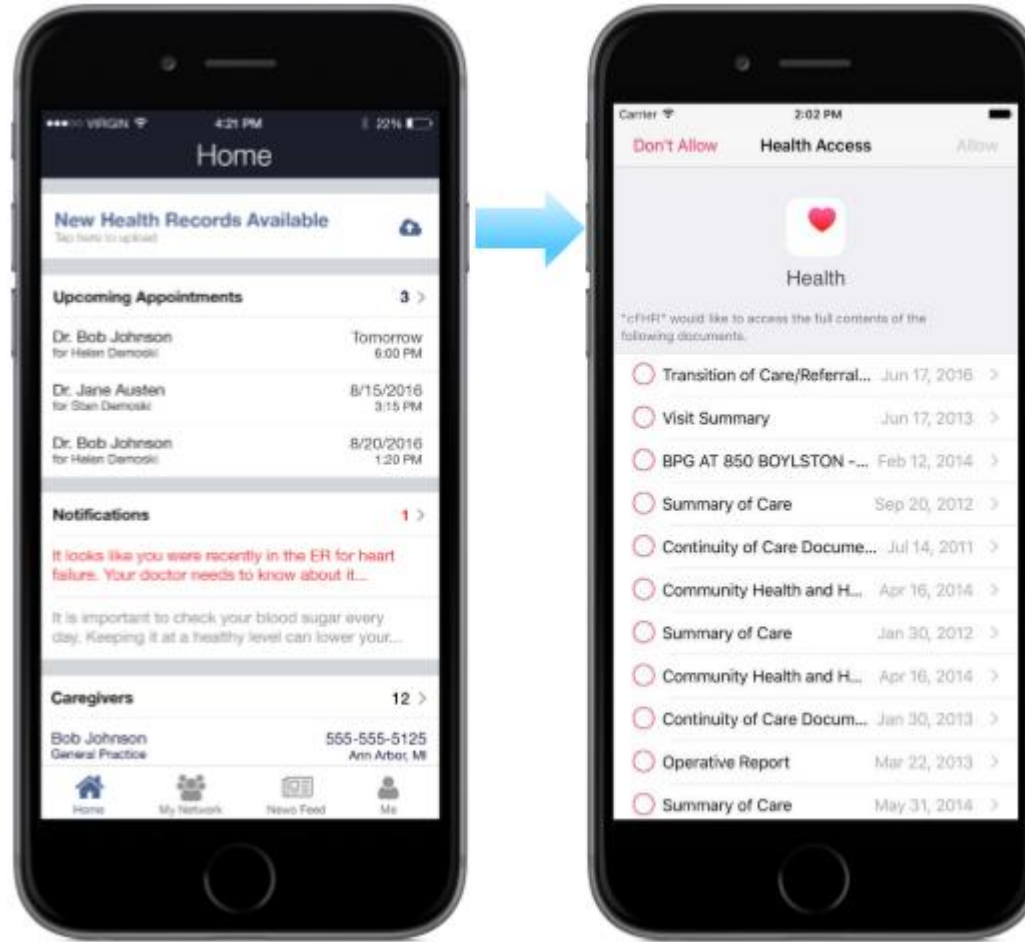 VIRGIN 4:21 PM 22%
Home
New Health Records Available
Tap here to upload
Upcoming Appointments 3 >
Dr. Bob Johnson Tomorrow
for Helen Demoski 6:00 PM
Dr. Jane Austen 8/15/2016
for Stan Demoski 3:15 PM
Dr. Bob Johnson 8/20/2016
for Helen Demoski 1:20 PM
Notifications 1 >
It looks like you were recently in the ER for heart
failure. Your doctor needs to know about it...
It is important to check your blood sugar every
day. Keeping it at a healthy level can lower your...
Caregivers 12 >
Bob Johnson 555-555-5125
General Practice Ann Arbor, MI
Home My Network News Feed Me
Carrier 2:02 PM
Don't Allow Health Access Allow
Health
"cFHR" would like to access the full contents of the
following documents.
Transition of Care/Referral... Jun 17, 2016 >
Visit Summary Jun 17, 2013 >
BPG AT 850 BOYLSTON -... Feb 12, 2014 >
Summary of Care Sep 20, 2012 >
Continuity of Care Docume... Jul 14, 2011 >
Community Health and H... Apr 16, 2014 >
Summary of Care Jan 30, 2012 >
Community Health and H... Apr 16, 2014 >
Continuity of Care Docum... Jan 30, 2013 >
Operative Report Mar 22, 2013 >
Summary of Care May 31, 2014 >